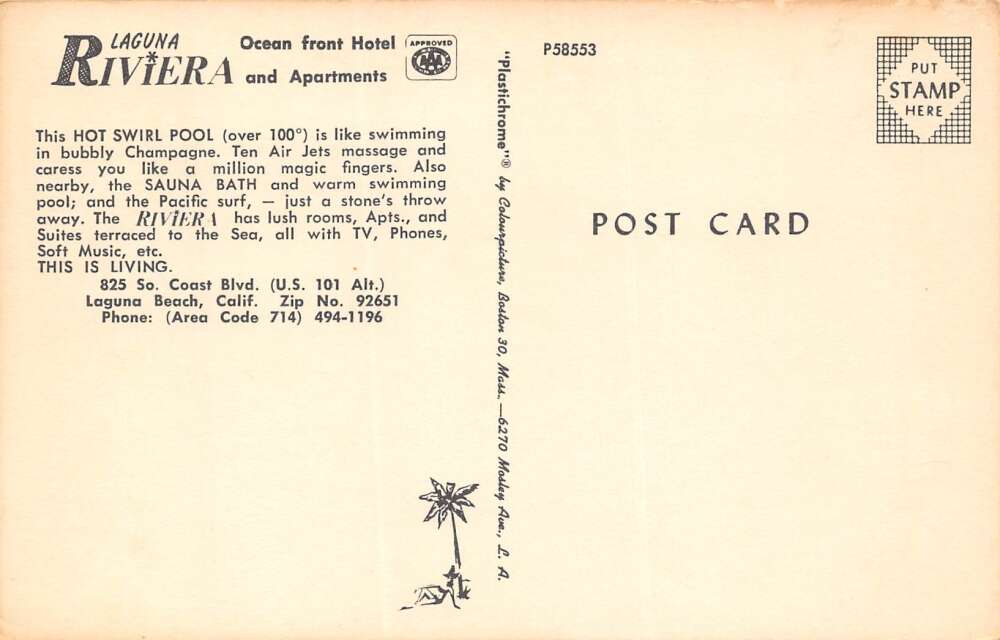 LAGUNA
RIViERA
Ocean front Hotel
and Apartments
APPROVED
AAA
This HOT SWIRL POOL (over 100°) is like swimming
in bubbly Champagne. Ten Air Jets massage and
caress you like a million magic fingers. Also
nearby, the SAUNA BATH and warm swimming
pool; and the Pacific surf, — just a stone's throw
away. The RIViERA has lush rooms, Apts., and
Suites terraced to the Sea, all with TV, Phones,
Soft Music, etc.
THIS IS LIVING.
825 So. Coast Blvd. (U.S. 101 Alt.)
Laguna Beach, Calif. Zip No. 92651
Phone: (Area Code 714) 494-1196
"Plastichrome"® by Colourpicture, Boston 30, Mass. —6270 Mosley Ave., L. A.
P58553
PUT
STAMP
HERE
POST CARD